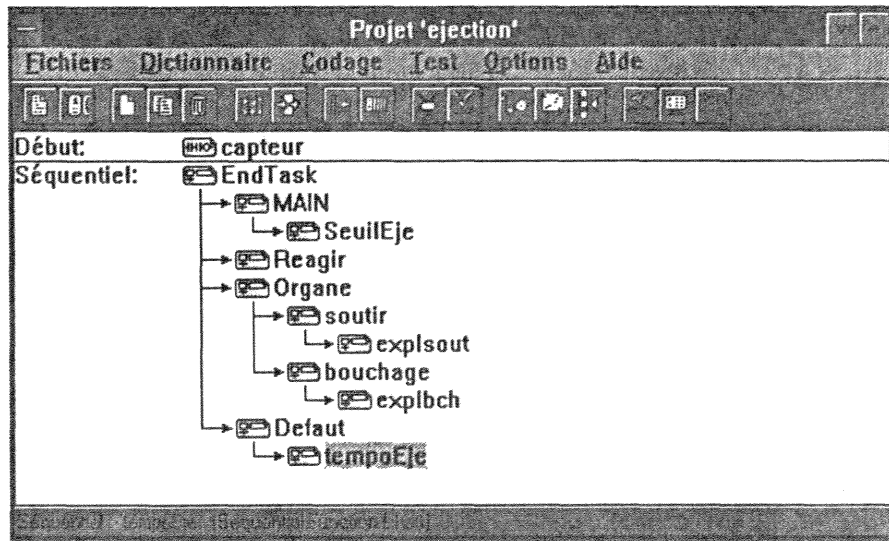 Projet 'ejection'
Fichiers Dictionnaire Codage Test Options Aide
Début: capteur
Séquentiel: EndTask
MAIN
SeuilEje
Reagir
Organe
soutir
explsout
bouchage
explbch
Defaut
tempoEje